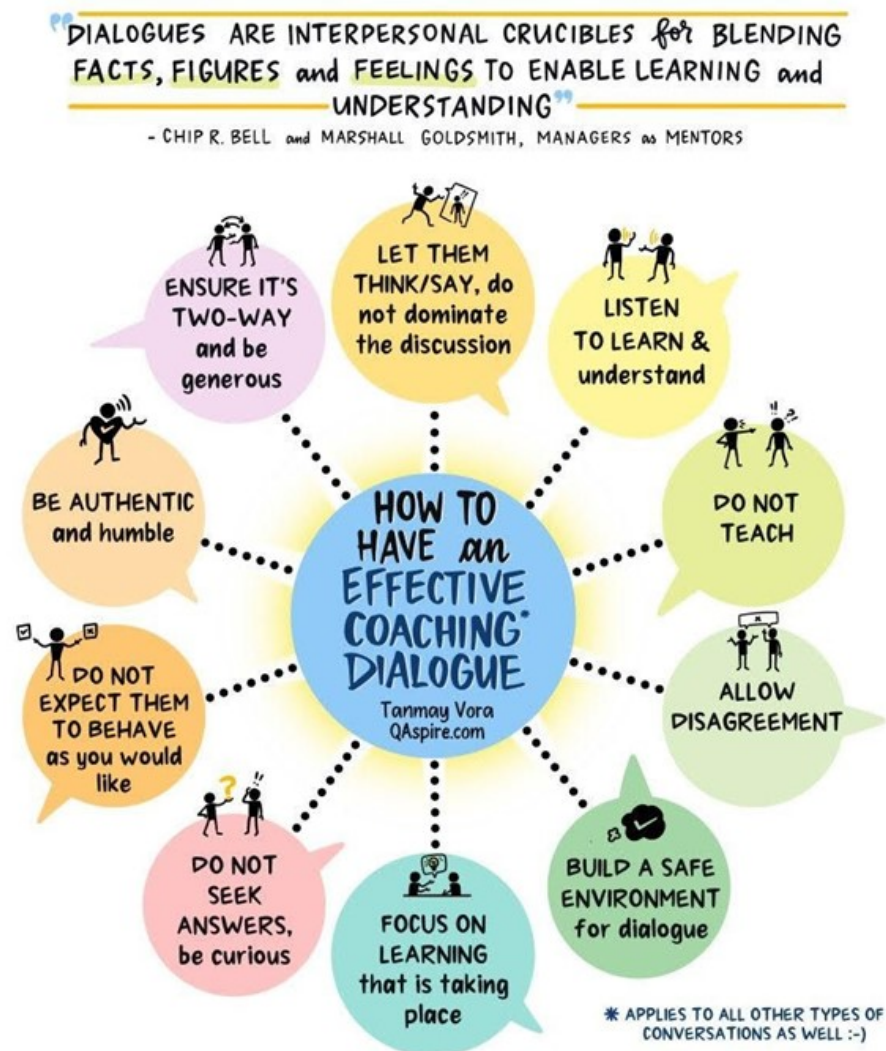 "DIALOGUES ARE INTERPERSONAL CRUCIBLES for BLENDING
FACTS, FIGURES and FEELINGS TO ENABLE LEARNING and
UNDERSTANDING"
- CHIP R. BELL and MARSHALL GOLDSMITH, MANAGERS as MENTORS
ENSURE IT'S
TWO-WAY
and be
generous
LET THEM
THINK/SAY, do
not dominate
the discussion
LISTEN
TO LEARN &
understand
BE AUTHENTIC
and humble
HOW TO
HAVE an
EFFECTIVE
COACHING*
DIALOGUE
Tanmay Vora
QAspire.com
DO NOT
TEACH
DO NOT
EXPECT THEM
TO BEHAVE
as you would
like
ALLOW
DISAGREEMENT
DO NOT
SEEK
ANSWERS,
be curious
FOCUS ON
LEARNING
that is taking
place
BUILD A SAFE
ENVIRONMENT
for dialogue
* APPLIES TO ALL OTHER TYPES OF
CONVERSATIONS AS WELL :-)